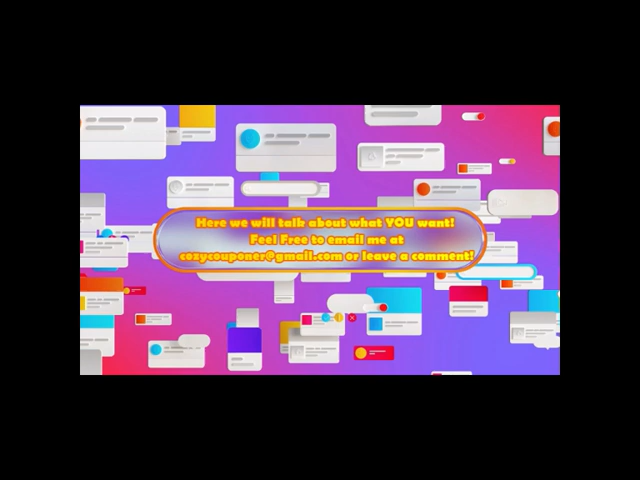 Here we will talk about what YOU want!
Feel Free to email me at
cozycouponer@gmail.com or leave a comment!